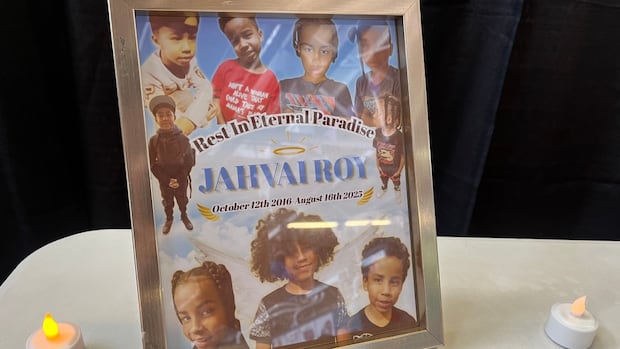 Rest In Eternal Paradise
JAHVAI ROY
October 12th 2016 August 16th 2025